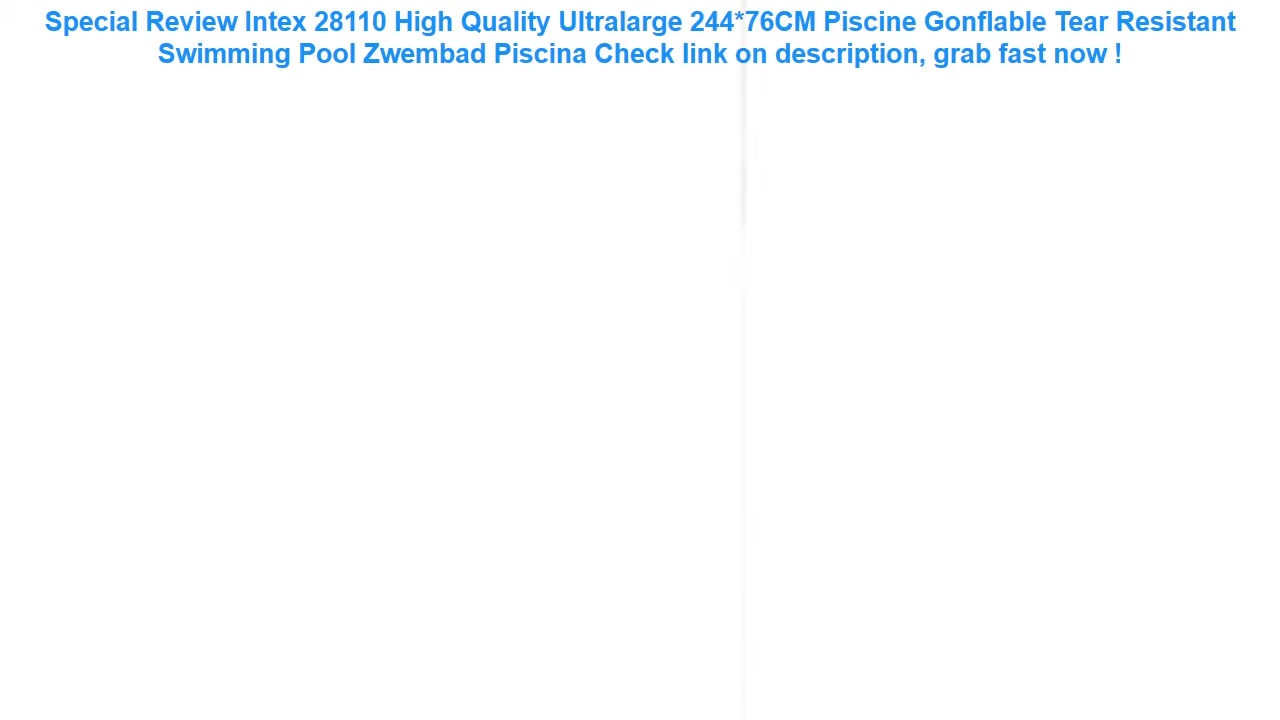 Special Review Intex 28110 High Quality Ultralarge 244*76CM Piscine Gonflable Tear Resistant
Swimming Pool Zwembad Piscina Check link on description, grab fast now !